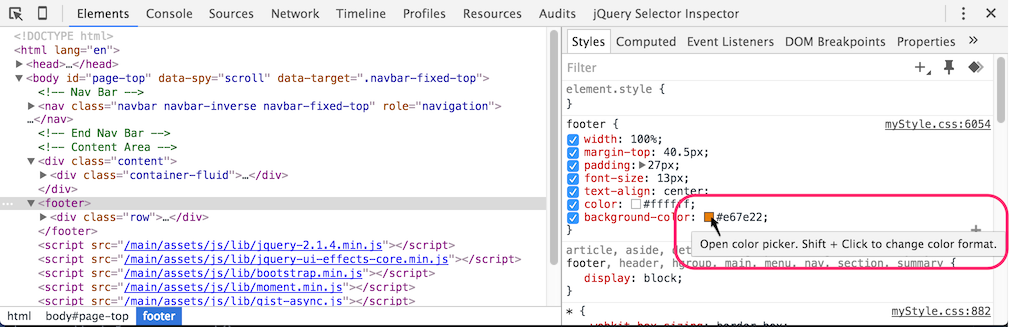 Elements Console Sources Network Timeline Profiles Resources Audits jQuery Selector Inspector
<!DOCTYPE html>
<html lang="en">
<head>…</head>
<body id="page-top" data-spy="scroll" data-target=".navbar-fixed-top">
<!-- Nav Bar -->
<nav class="navbar navbar-inverse navbar-fixed-top" role="navigation">
…</nav>
<!-- End Nav Bar -->
<!-- Content Area -->
<div class="content">
<div class="container-fluid">…</div>
</div>
<footer>
<div class="row">…</div>
</footer>
<script src="/main/assets/js/lib/jquery-2.1.4.min.js"></script>
<script src="/main/assets/js/lib/jquery-ui-effects-core.min.js"></script>
<script src="/main/assets/js/lib/bootstrap.min.js"></script>
<script src="/main/assets/js/lib/moment.min.js"></script>
<script src="/main/assets/js/lib/gist-async.js"></script>
html body#page-top footer
Styles Computed Event Listeners DOM Breakpoints Properties »
Filter
element.style {
}
footer { myStyle.css:6054
width: 100%;
margin-top: 40.5px;
padding: 27px;
font-size: 13px;
text-align: center;
color: #ffffff;
background-color: #e67e22;
}
Open color picker. Shift + Click to change color format.
article, aside,
footer, header, hgroup, main, menu, nav, section, summary {
display: block;
}
* { myStyle.css:882
-webkit-box-sizing: border-box;